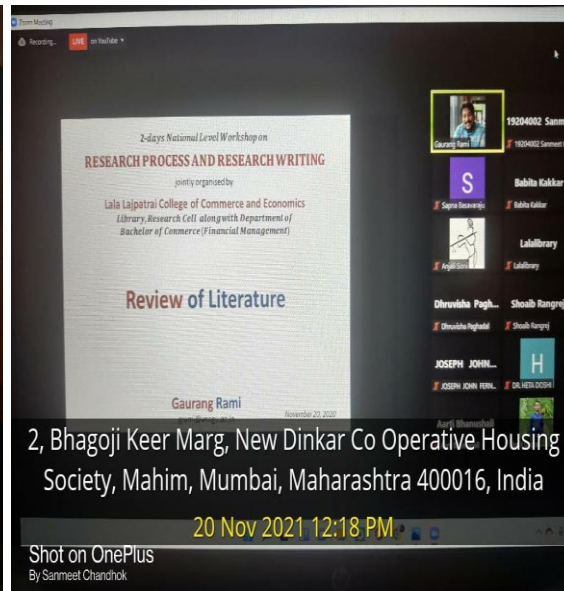 Zoom Meeting
Recording...
LIVE on YouTube
2-days National Level Workshop on
RESEARCH PROCESS AND RESEARCH WRITING
jointly organised by
Lala Lajpatrai College of Commerce and Economics
Library, Research Cell along with Department of
Bachelor of Commerce (Financial Management)
Review of Literature
Gaurang Rami
November 20, 2020
Gaurang Rami
19204002 Sanm
19204002 Sanmeet
S
Sapna Basavaraju
Babita Kakkar
Babita Kakkar
Anjali Soni
Lalalibrary
Lalalibrary
Dhruvisha Pagh...
Dhruvisha Paghadal
Shoaib Rangrej
Shoaib Rangrej
JOSEPH JOHN...
JOSEPH JOHN FERN...
H
DR. HETA DOSHI
Aarti Bhanushali
2, Bhagoji Keer Marg, New Dinkar Co Operative Housing
Society, Mahim, Mumbai, Maharashtra 400016, India
20 Nov 2021 12:18 PM
Shot on OnePlus
By Sanmeet Chandhok